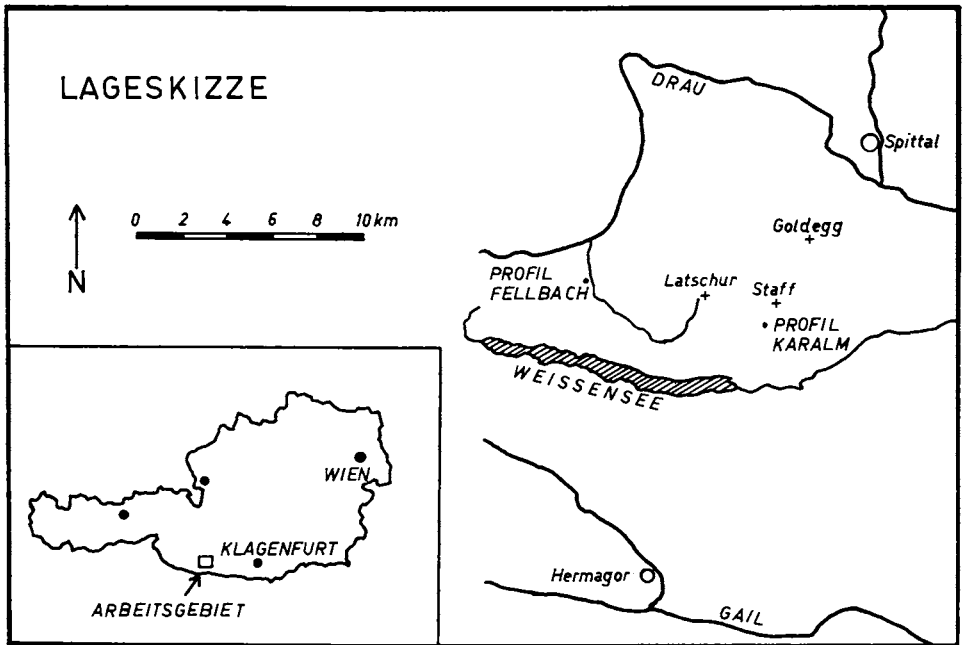 LAGESKIZZE
N
0 2 4 6 8 10 km
DRAU
Spittal
Goldegg
Latschur
Staff
PROFIL
FELLBACH
PROFIL
KARALM
WEISSENSEE
Hermagor
GAIL
WIEN
KLAGENFURT
ARBEITSGEBIET